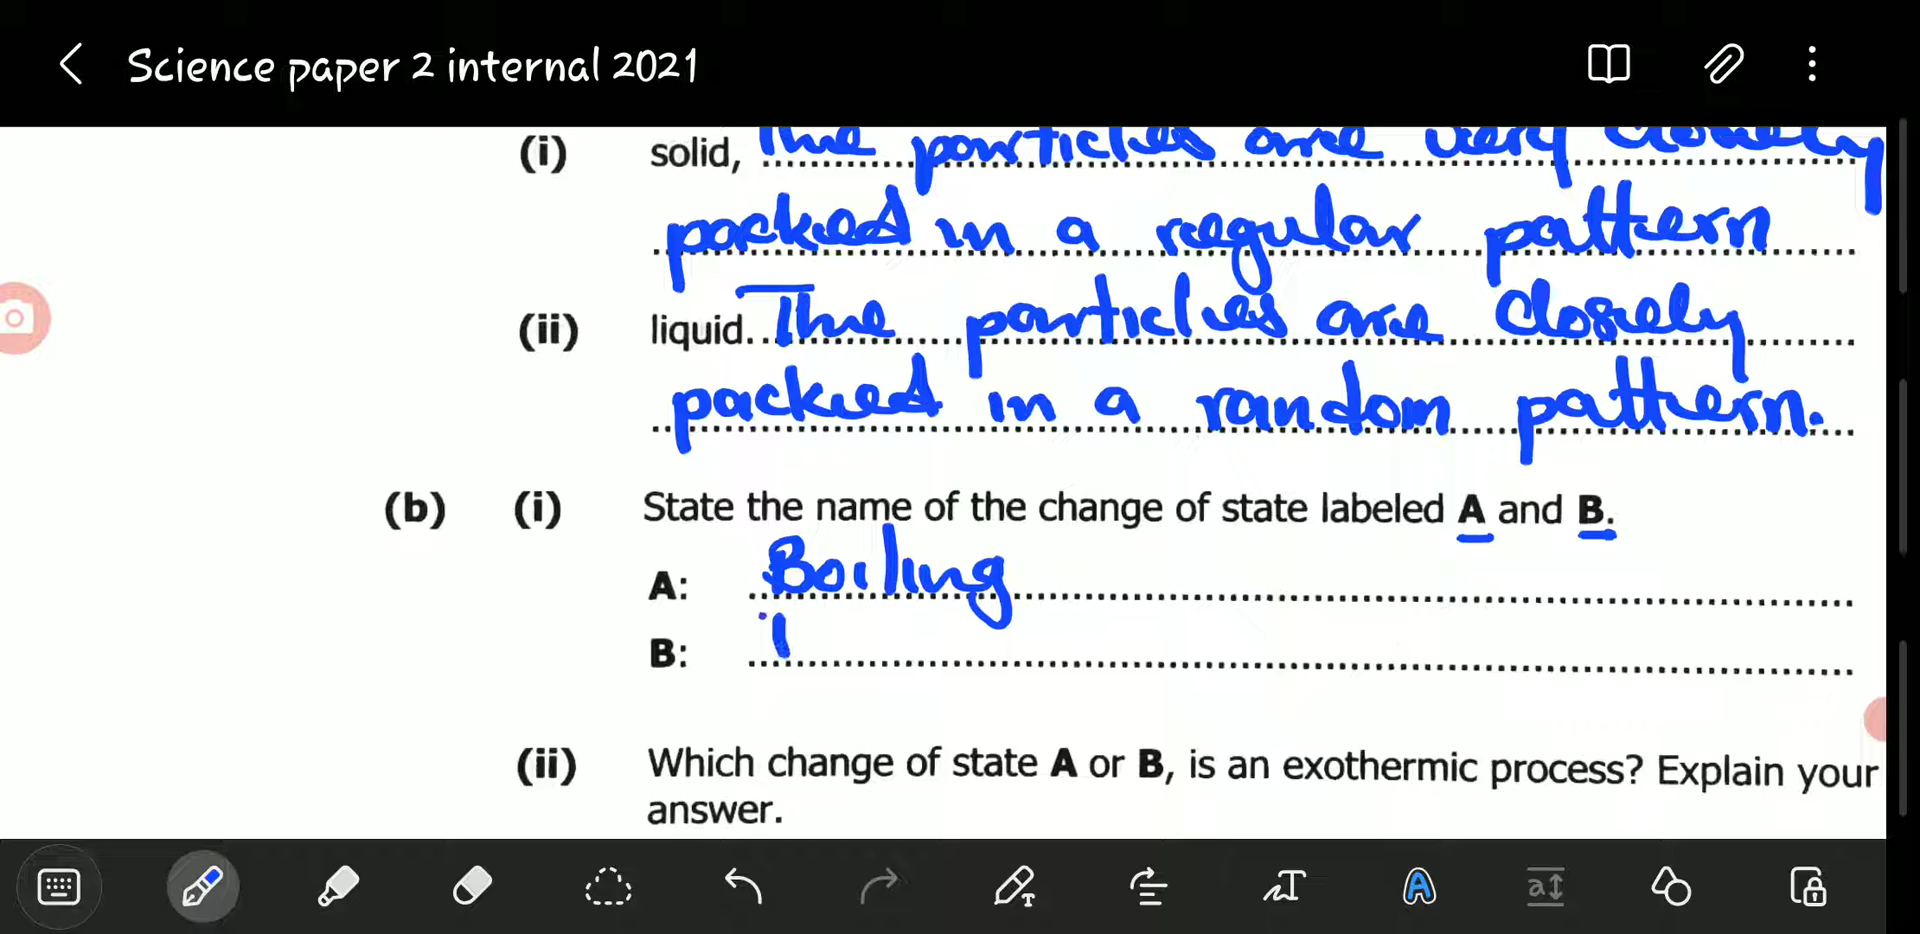 Science paper 2 internal 2021
(i) solid, The particles are very closely
packed in a regular pattern
(ii) liquid. The particles are closely
packed in a random pattern.
(b) (i) State the name of the change of state labeled A and B.
A: Boiling
B:
(ii) Which change of state A or B, is an exothermic process? Explain your
answer.